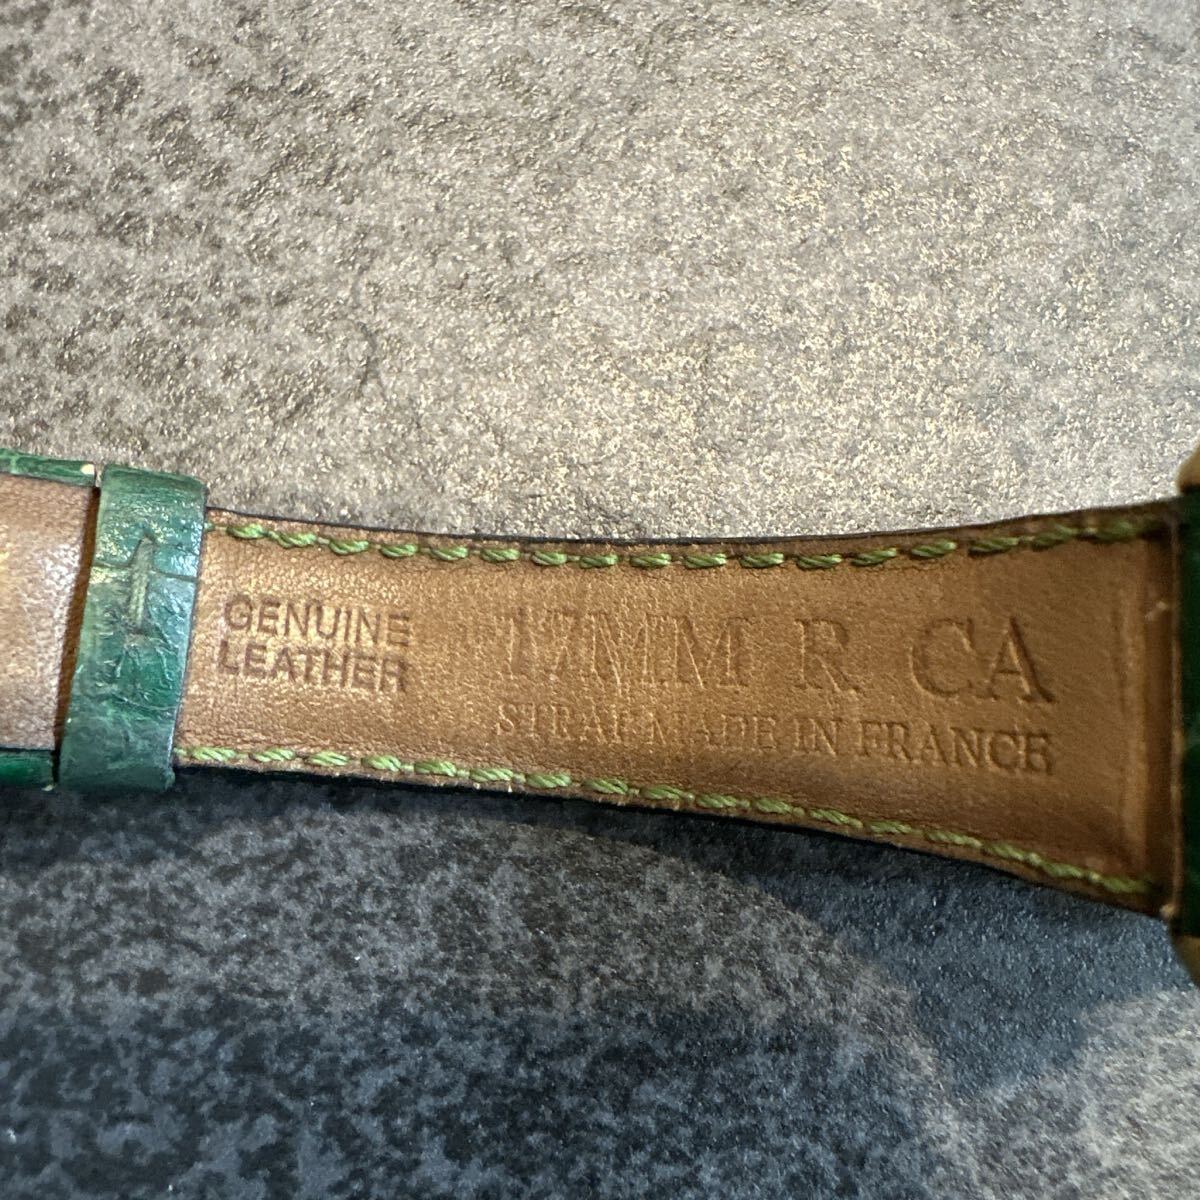 GENUINE
LEATHER
17MM R. CA
STRAP MADE IN FRANCE